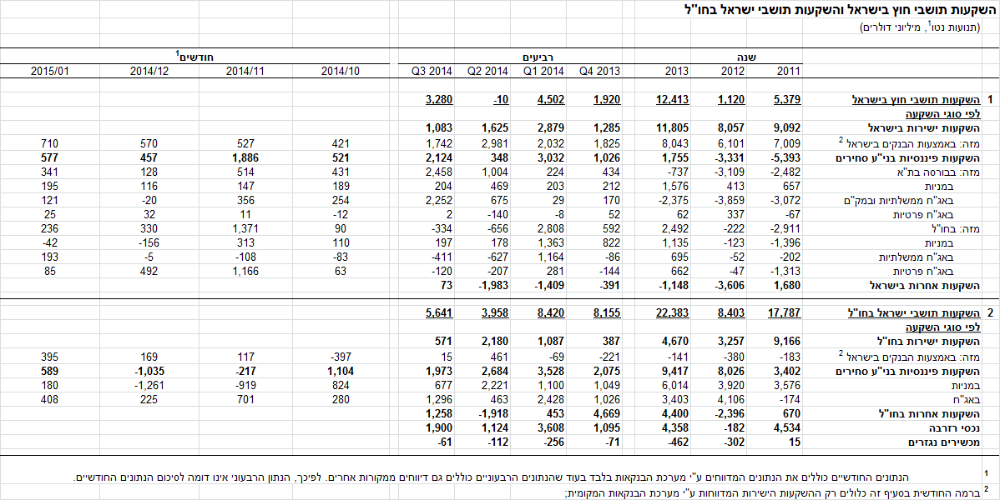 השקעות תושבי חוץ בישראל והשקעות תושבי ישראל בחו"ל
(תנועות נטו1, מיליוני דולרים)
שנה רביעים חודשים1
2011 2012 2013 Q4 2013 Q1 2014 Q2 2014 Q3 2014 2014/10 2014/11 2014/12 2015/01
1 השקעות תושבי חוץ בישראל 5,379 1,120 12,413 1,920 4,502 -10 3,280
לפי סוגי השקעה
השקעות ישירות בישראל 9,092 8,057 11,805 1,285 2,879 1,625 1,083
מזה: באמצעות הבנקים בישראל 2 7,009 6,101 8,043 1,825 2,032 2,981 1,742 421 527 570 710
השקעות פיננסיות בני"ע סחירים -5,393 -3,331 1,755 1,026 3,032 348 2,124 521 1,886 457 577
מזה: בבורסה בת"א -2,482 -3,109 -737 434 224 1,004 2,458 431 514 128 341
במניות 657 413 1,576 212 203 469 204 189 147 116 195
באג"ח ממשלתיות ובמק"ם -3,072 -3,859 -2,375 170 29 675 2,252 254 356 -20 121
באג"ח פרטיות -67 337 62 52 -8 -140 2 -12 11 32 25
מזה: בחו"ל -2,911 -222 2,492 592 2,808 -656 -334 90 1,371 330 236
במניות -1,396 -123 1,135 822 1,363 178 197 110 313 -156 -42
באג"ח ממשלתיות -202 -52 695 -86 1,164 -627 -411 -83 -108 -5 193
באג"ח פרטיות -1,313 -47 662 -144 281 -207 -120 63 1,166 492 85
השקעות אחרות בישראל 1,680 -3,606 -1,148 -391 -1,409 -1,983 73
2 השקעות תושבי ישראל בחו"ל 17,787 8,403 22,383 8,155 8,420 3,958 5,641
לפי סוגי השקעה
השקעות ישירות בחו"ל 9,166 3,257 4,670 387 1,087 2,180 571
מזה: באמצעות הבנקים בישראל 2 -183 -380 -141 -221 -69 461 15 -397 117 169 395
השקעות פיננסיות בני"ע סחירים 3,402 8,026 9,417 2,075 3,528 2,684 1,973 1,104 -217 -1,035 589
במניות 3,576 3,920 6,014 1,049 1,100 2,221 677 824 -919 -1,261 180
באג"ח -174 4,106 3,403 1,026 2,428 463 1,296 280 701 225 408
השקעות אחרות בחו"ל 670 -2,396 4,400 4,669 453 -1,918 1,258
נכסי רזרבה 4,534 -182 4,358 1,095 3,608 1,124 1,900
מכשירים נגזרים 15 -302 -462 -71 -256 -112 -61
1 הנתונים החודשיים כוללים את הנתונים המדווחים ע"י מערכת הבנקאות בלבד בעוד שהנתונים הרבעוניים כוללים גם דיווחים ממקורות אחרים. לפיכך, הנתון הרבעוני אינו דומה לסיכום הנתונים החודשיים.
2 ברמה החודשית בסעיף זה כלולים רק ההשקעות הישירות המדווחות ע"י מערכת הבנקאות המקומית;